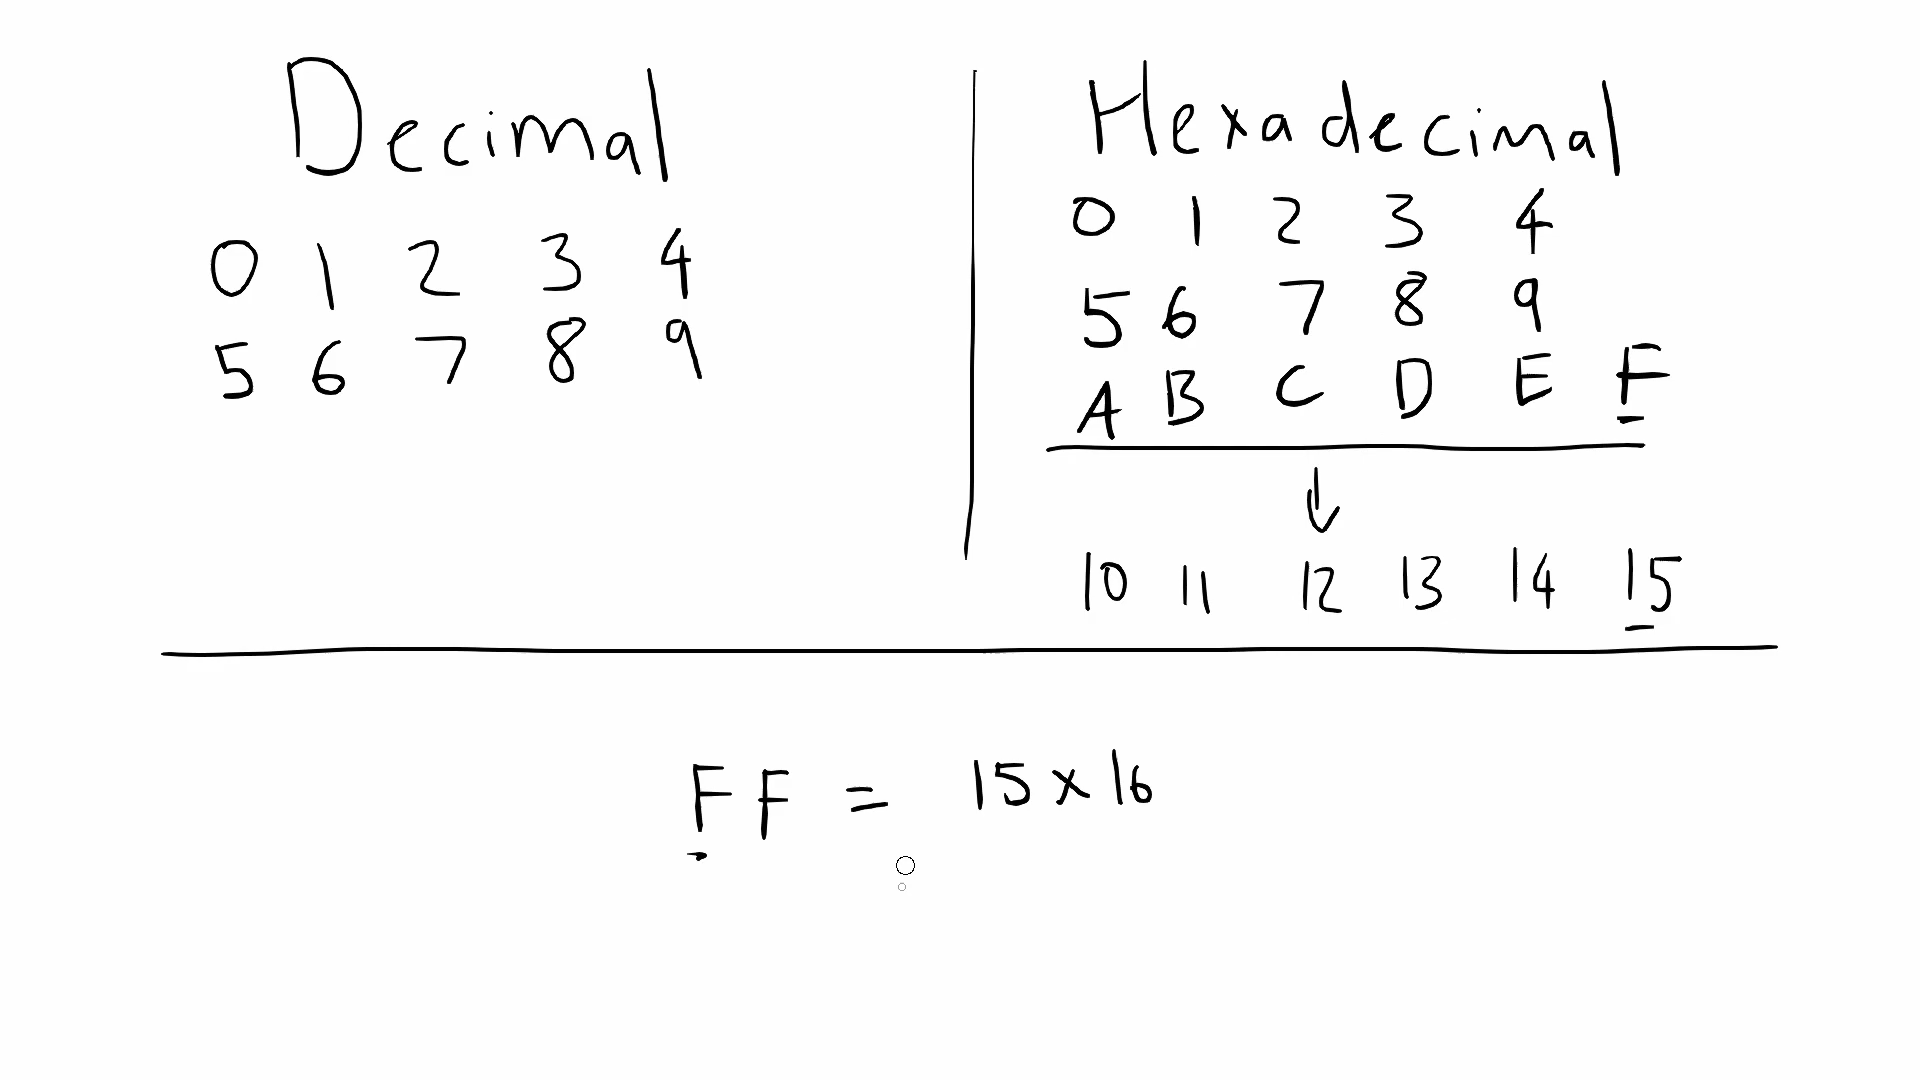 Decimal
0 1 2 3 4
5 6 7 8 9
Hexadecimal
0 1 2 3 4
5 6 7 8 9
A B C D E F
↓
10 11 12 13 14 15
FF = 15 x 16